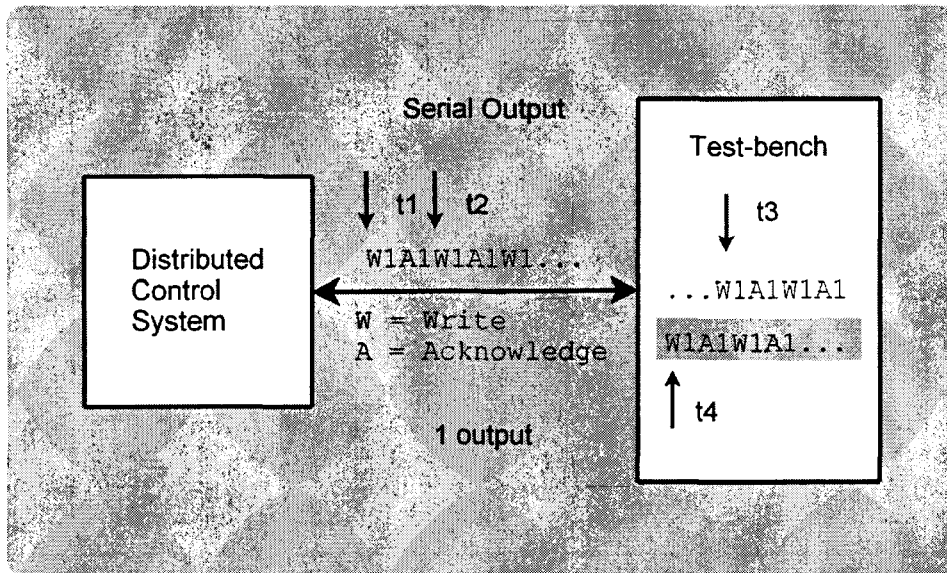 Serial Output
Test-bench
t1 t2
t3
Distributed
Control
System
W1A1W1A1W1...
...W1A1W1A1
W = Write
A = Acknowledge
W1A1W1A1...
t4
1 output